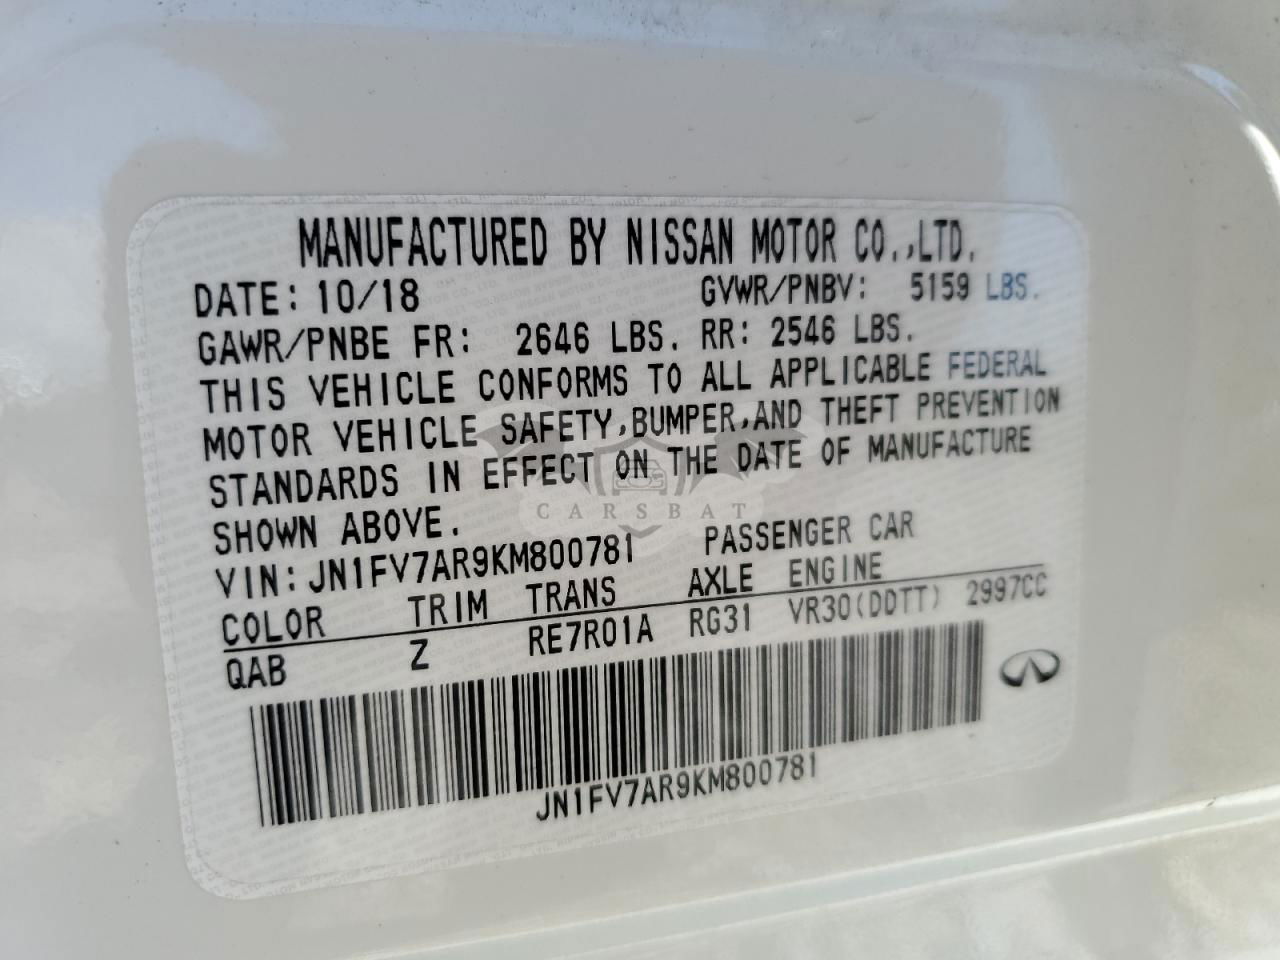 MANUFACTURED BY NISSAN MOTOR CO.,LTD.
DATE: 10/18 GVWR/PNBV: 5159 LBS.
GAWR/PNBE FR: 2646 LBS. RR: 2546 LBS.
THIS VEHICLE CONFORMS TO ALL APPLICABLE FEDERAL
MOTOR VEHICLE SAFETY,BUMPER,AND THEFT PREVENTION
STANDARDS IN EFFECT ON THE DATE OF MANUFACTURE
SHOWN ABOVE.
CARSBAT
VIN: JN1FV7AR9KM800781 PASSENGER CAR
COLOR TRIM TRANS AXLE ENGINE
QAB Z RE7R01A RG31 VR30(DDTT) 2997CC
JN1FV7AR9KM800781